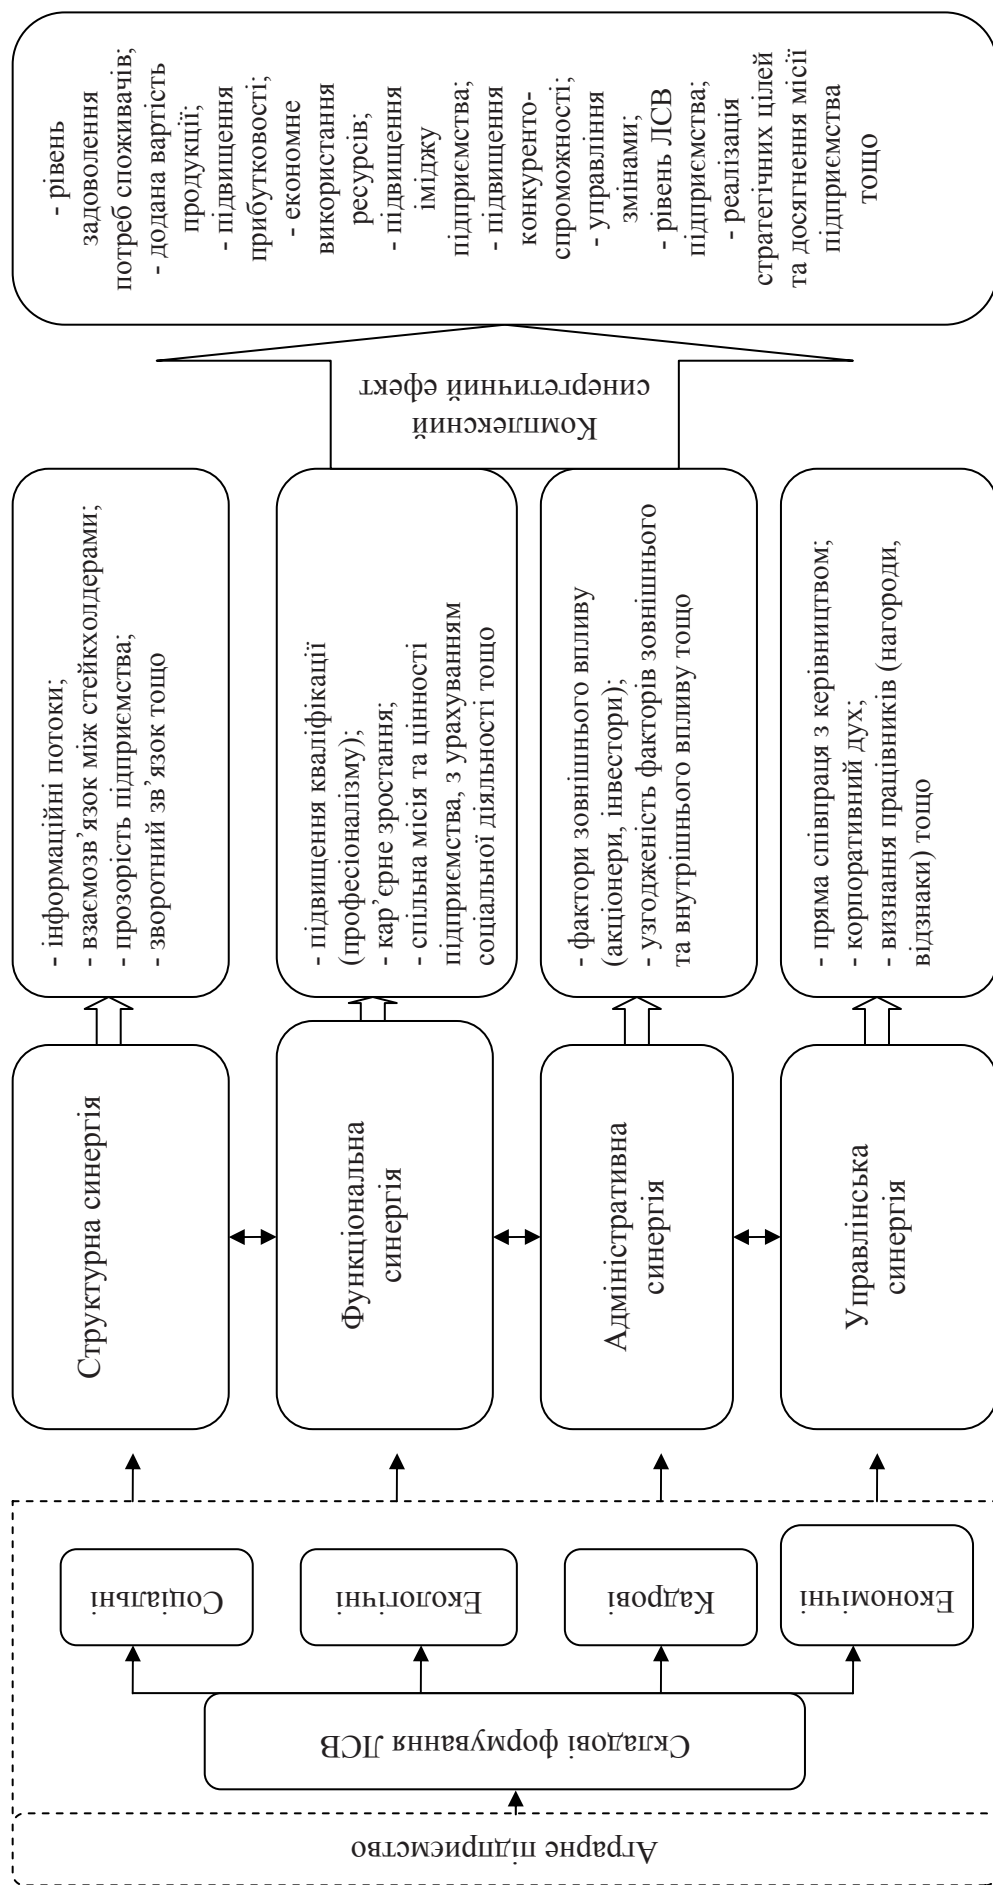 Аграрне підприємство
Складові формування ЛСВ
Соціальні
Екологічні
Кадрові
Економічні
Структурна синергія
Функціональна
синергія
Адміністративна
синергія
Управлінська
синергія
- інформаційні потоки;
- взаємозв’язок між стейкхолдерами;
- прозорість підприємства;
- зворотний зв’язок тощо
- підвищення кваліфікації
(професіоналізму);
- кар’єрне зростання;
- спільна місія та цінності
підприємства, з урахуванням
соціальної діяльності тощо
- фактори зовнішнього впливу
(акціонери, інвестори);
- узгодженість факторів зовнішнього
та внутрішнього впливу тощо
- пряма співпраця з керівництвом;
- корпоративний дух;
- визнання працівників (нагороди,
відзнаки) тощо
Комплексний
синергетичний ефект
- рівень
задоволення
потреб споживачів;
- додана вартість
продукції;
- підвищення
прибутковості;
- економне
використання
ресурсів;
- підвищення
іміджу
підприємства;
- підвищення
конкуренто-
спроможності;
- управління
змінами;
- рівень ЛСВ
підприємства;
- реалізація
стратегічних цілей
та досягнення місії
підприємства
тощо